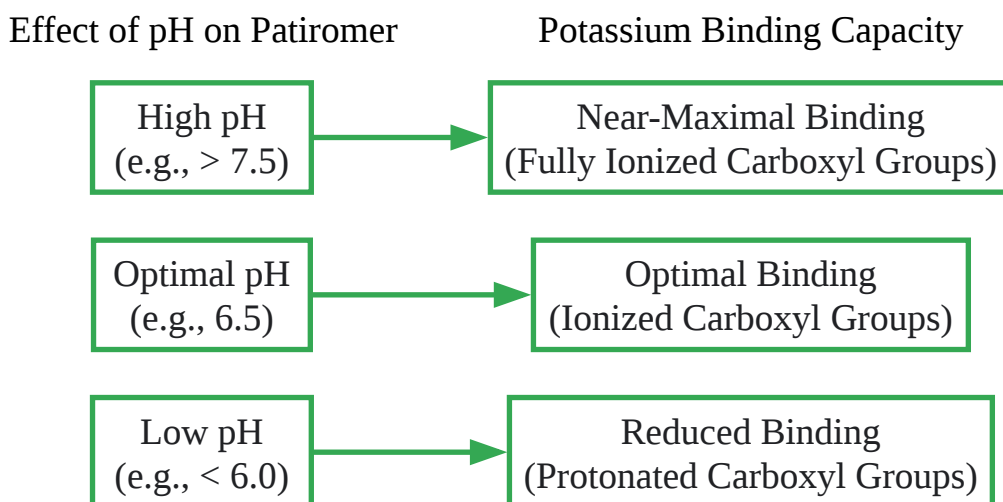 Effect of pH on Patiromer
Potassium Binding Capacity
High pH
(e.g., > 7.5)
Near-Maximal Binding
(Fully Ionized Carboxyl Groups)
Optimal pH
(e.g., 6.5)
Optimal Binding
(Ionized Carboxyl Groups)
Low pH
(e.g., < 6.0)
Reduced Binding
(Protonated Carboxyl Groups)